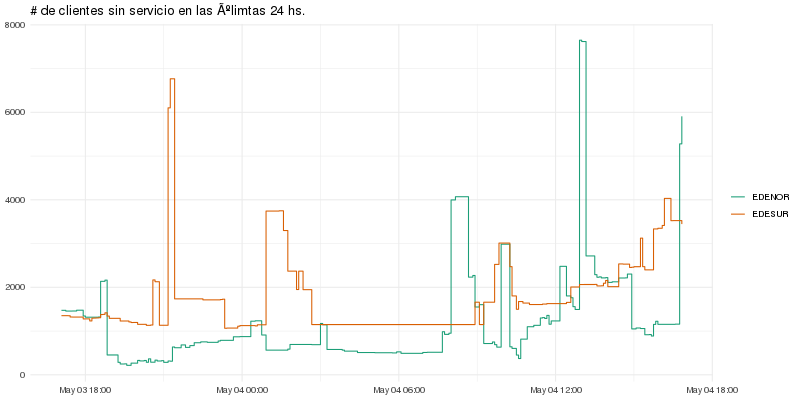 # de clientes sin servicio en las Ãºlimtas 24 hs.
8000
6000
4000
2000
0
May 03 18:00
May 04 00:00
May 04 06:00
May 04 12:00
May 04 18:00
EDENOR
EDESUR